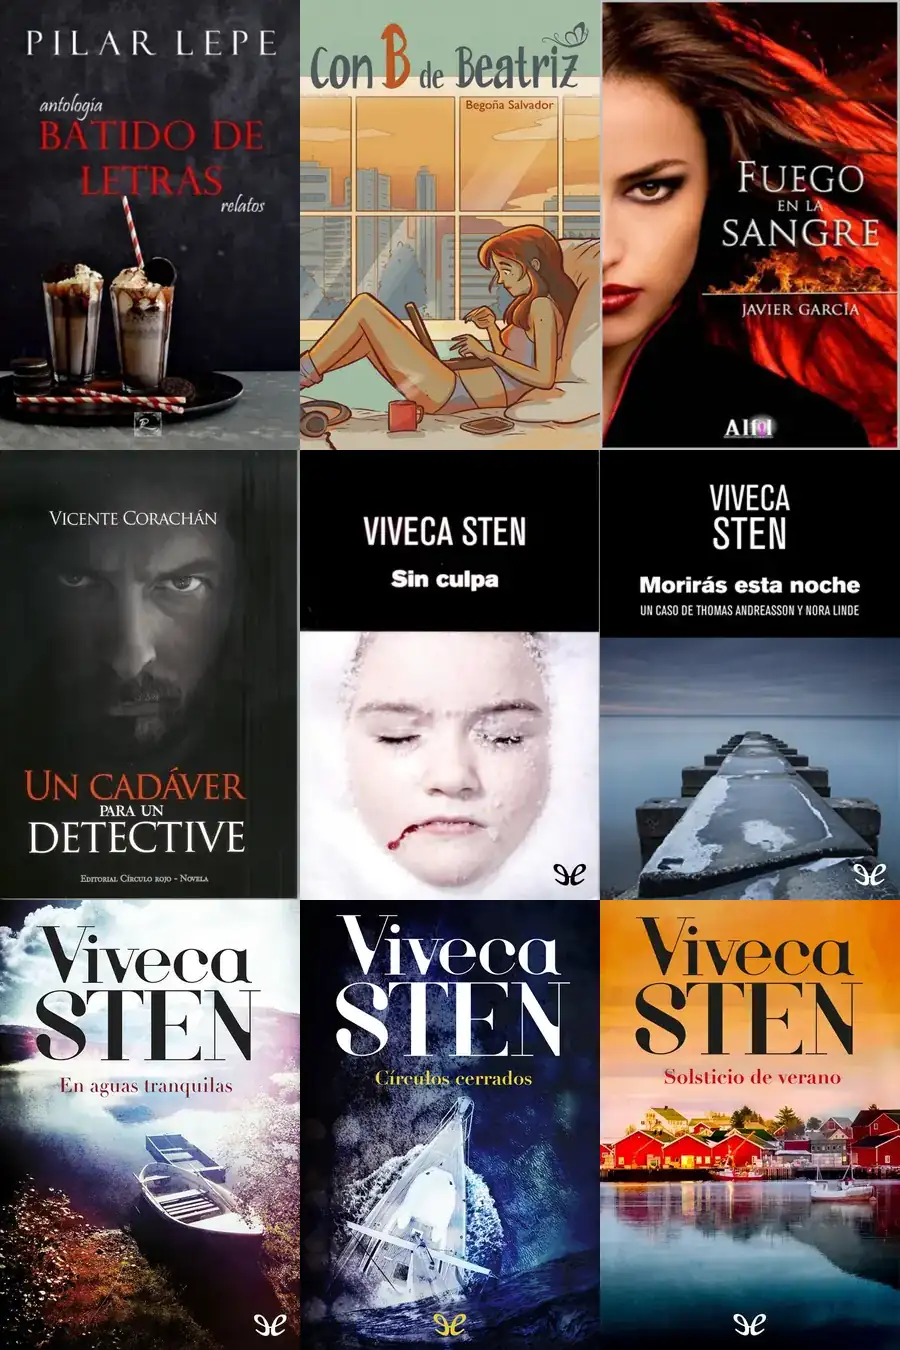 PILAR LEPE
antología
BATIDO DE
LETRAS
relatos
Con B de Beatriz
Begoña Salvador
FUEGO
EN LA
SANGRE
JAVIER GARCÍA
VICENTE CORACHÁN
UN CADÁVER
PARA UN
DETECTIVE
EDITORIAL CÍRCULO ROJO - NOVELA
VIVECA STEN
Sin culpa
VIVECA
STEN
Morirás esta noche
UN CASO DE THOMAS ANDREASSON Y NORA LINDE
Viveca
STEN
En aguas tranquilas
Viveca
STEN
Círculos cerrados
Viveca
STEN
Solsticio de verano